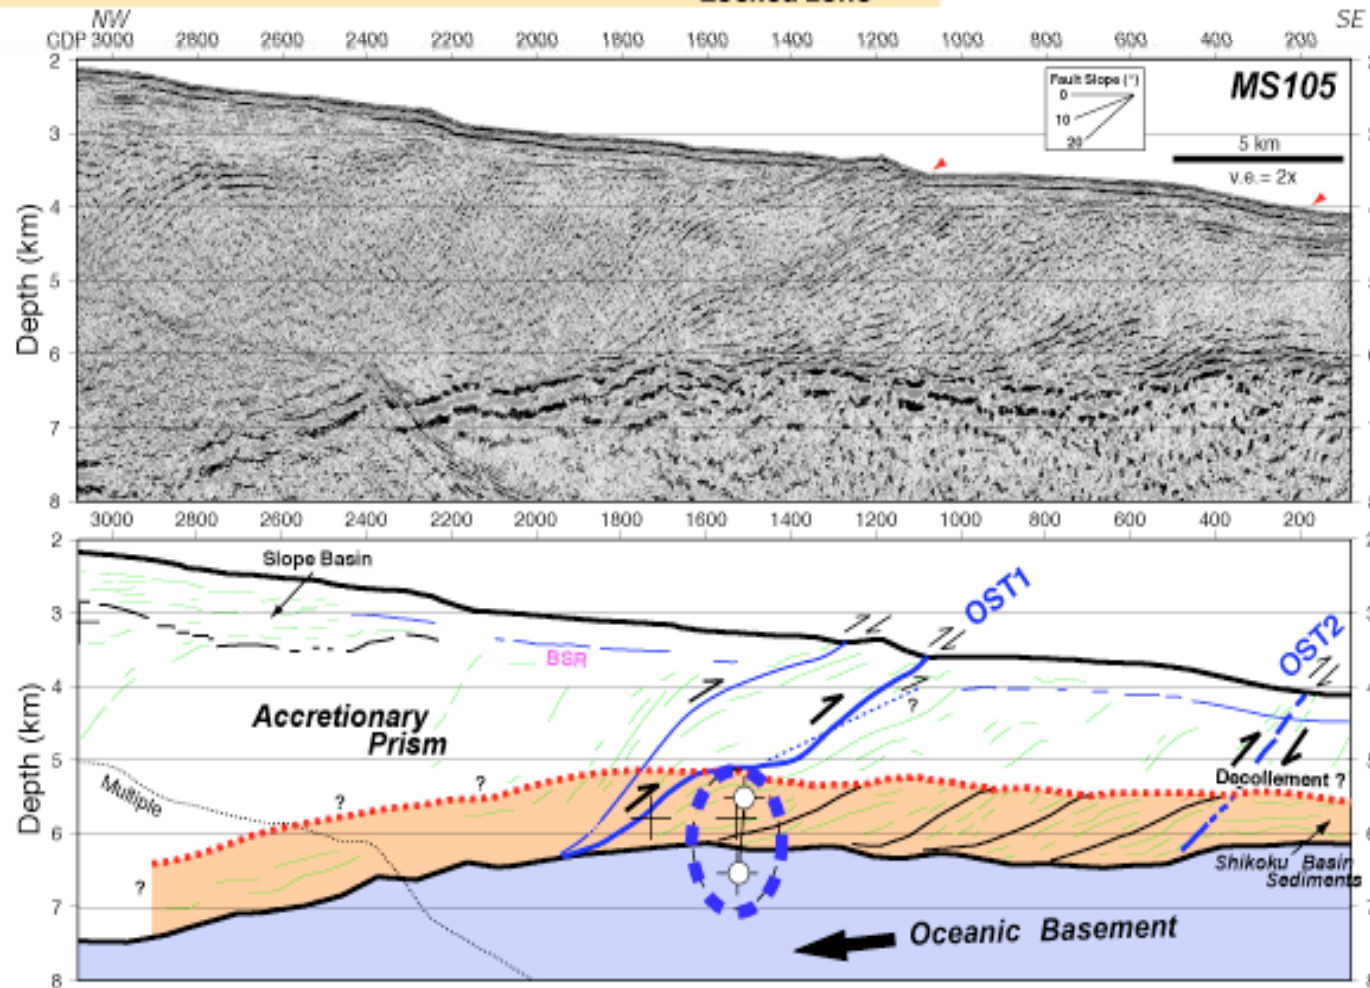 NW
SE
CDP 3000 2800 2600 2400 2200 2000 1800 1600 1400 1200 1000 800 600 400 200
2
3
4
5
6
7
8
Depth (km)
Fault Slope (°)
0
10
20
MS105
5 km
v.e.= 2x
3000 2800 2600 2400 2200 2000 1800 1600 1400 1200 1000 800 600 400 200
2
3
4
5
6
7
8
Depth (km)
Slope Basin
BSR
OST1
OST2
Accretionary
Prism
Multiple
?
?
?
?
Decollement ?
Shikoku Basin
Sediments
Oceanic Basement